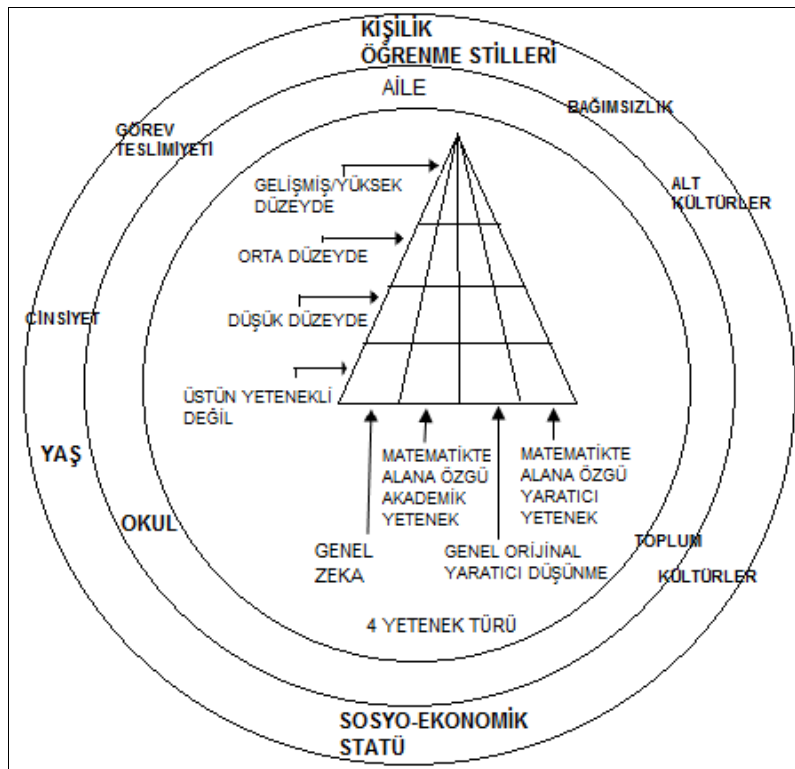 KİŞİLİK
ÖĞRENME STİLLERİ
AİLE
BAĞIMSIZLIK
GÖREV
TESLİMİYETİ
ALT
KÜLTÜRLER
GELİŞMİŞ/YÜKSEK
DÜZEYDE
ORTA DÜZEYDE
CİNSİYET
DÜŞÜK DÜZEYDE
ÜSTÜN YETENEKLİ
DEĞİL
YAŞ
OKUL
MATEMATİKTE
ALANA ÖZGÜ
AKADEMİK
YETENEK
MATEMATİKTE
ALANA ÖZGÜ
YARATICI
YETENEK
GENEL
ZEKA
GENEL ORİJİNAL
YARATICI DÜŞÜNME
TOPLUM
KÜLTÜRLER
4 YETENEK TÜRÜ
SOSYO-EKONOMİK
STATÜ